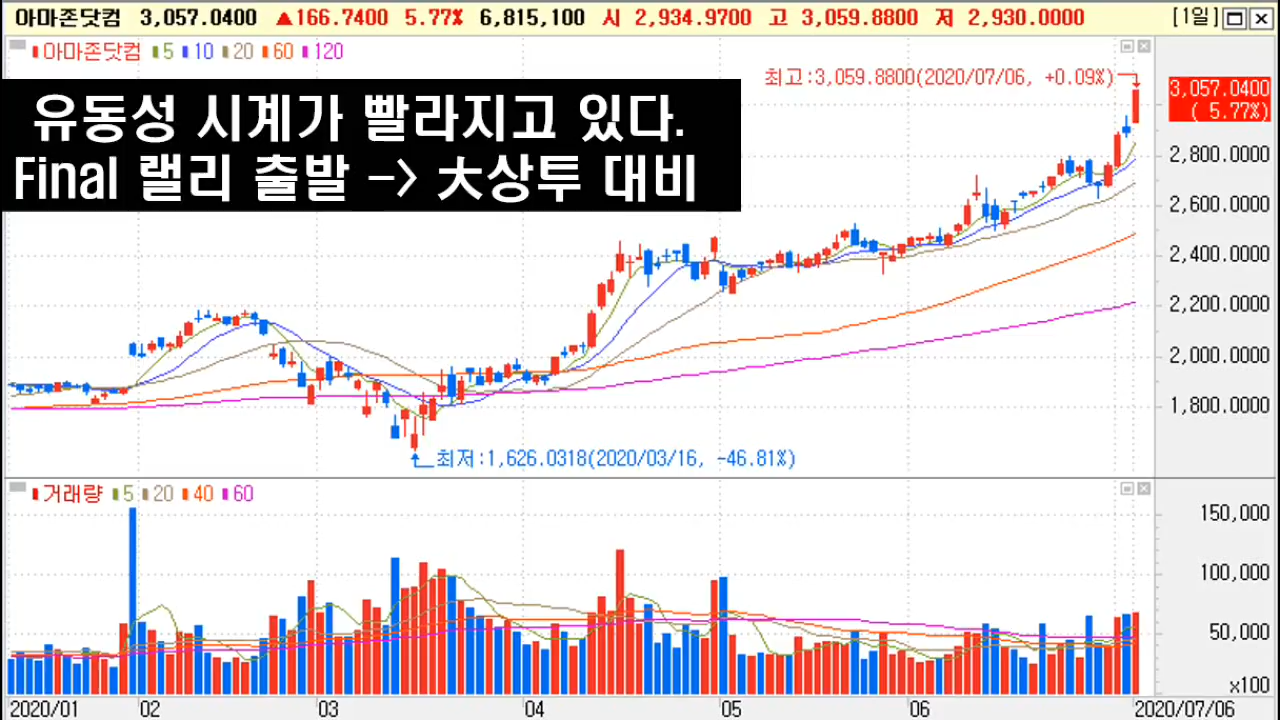 아마존닷컴 3,057.0400 ▲166.7400 5.77% 6,815,100 시 2,934.9700 고 3,059.8800 저 2,930.0000 [1일]
아마존닷컴 5 10 20 60 120
최고:3,059.8800(2020/07/06, +0.09%)
3,057.0400
( 5.77%)
유동성 시계가 빨라지고 있다.
Final 랠리 출발 -> 大상투 대비
2,800.0000
2,600.0000
2,400.0000
2,200.0000
2,000.0000
1,800.0000
최저:1,626.0318(2020/03/16, -46.81%)
거래량 5 20 40 60
150,000
100,000
50,000
x100
2020/01 02 03 04 05 06 2020/07/06